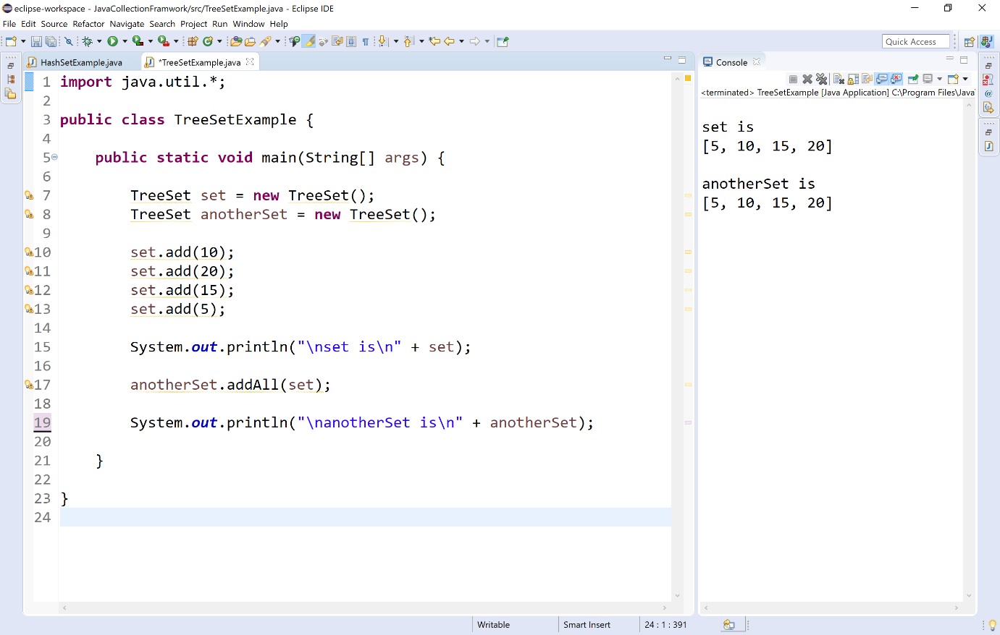 eclipse-workspace - JavaCollectionFramwork/src/TreeSetExample.java - Eclipse IDE
File Edit Source Refactor Navigate Search Project Run Window Help
Quick Access
HashSetExample.java
*TreeSetExample.java
1 import java.util.*;
2
3 public class TreeSetExample {
4
5 public static void main(String[] args) {
6
7 TreeSet set = new TreeSet();
8 TreeSet anotherSet = new TreeSet();
9
10 set.add(10);
11 set.add(20);
12 set.add(15);
13 set.add(5);
14
15 System.out.println("\nset is\n" + set);
16
17 anotherSet.addAll(set);
18
19 System.out.println("\nanotherSet is\n" + anotherSet);
20
21 }
22
23 }
24
Console
<terminated> TreeSetExample [Java Application] C:\Program Files\Java
set is
[5, 10, 15, 20]
anotherSet is
[5, 10, 15, 20]
Writable
Smart Insert
24 : 1 : 391